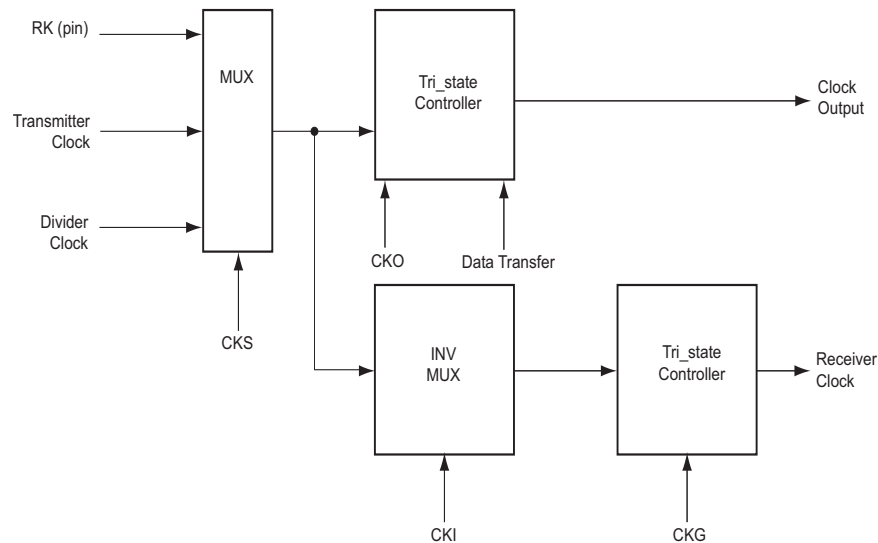 RK (pin)
MUX
Tri_state
Controller
Clock
Output
Transmitter
Clock
Divider
Clock
CKO
Data Transfer
CKS
INV
MUX
Tri_state
Controller
Receiver
Clock
CKI
CKG